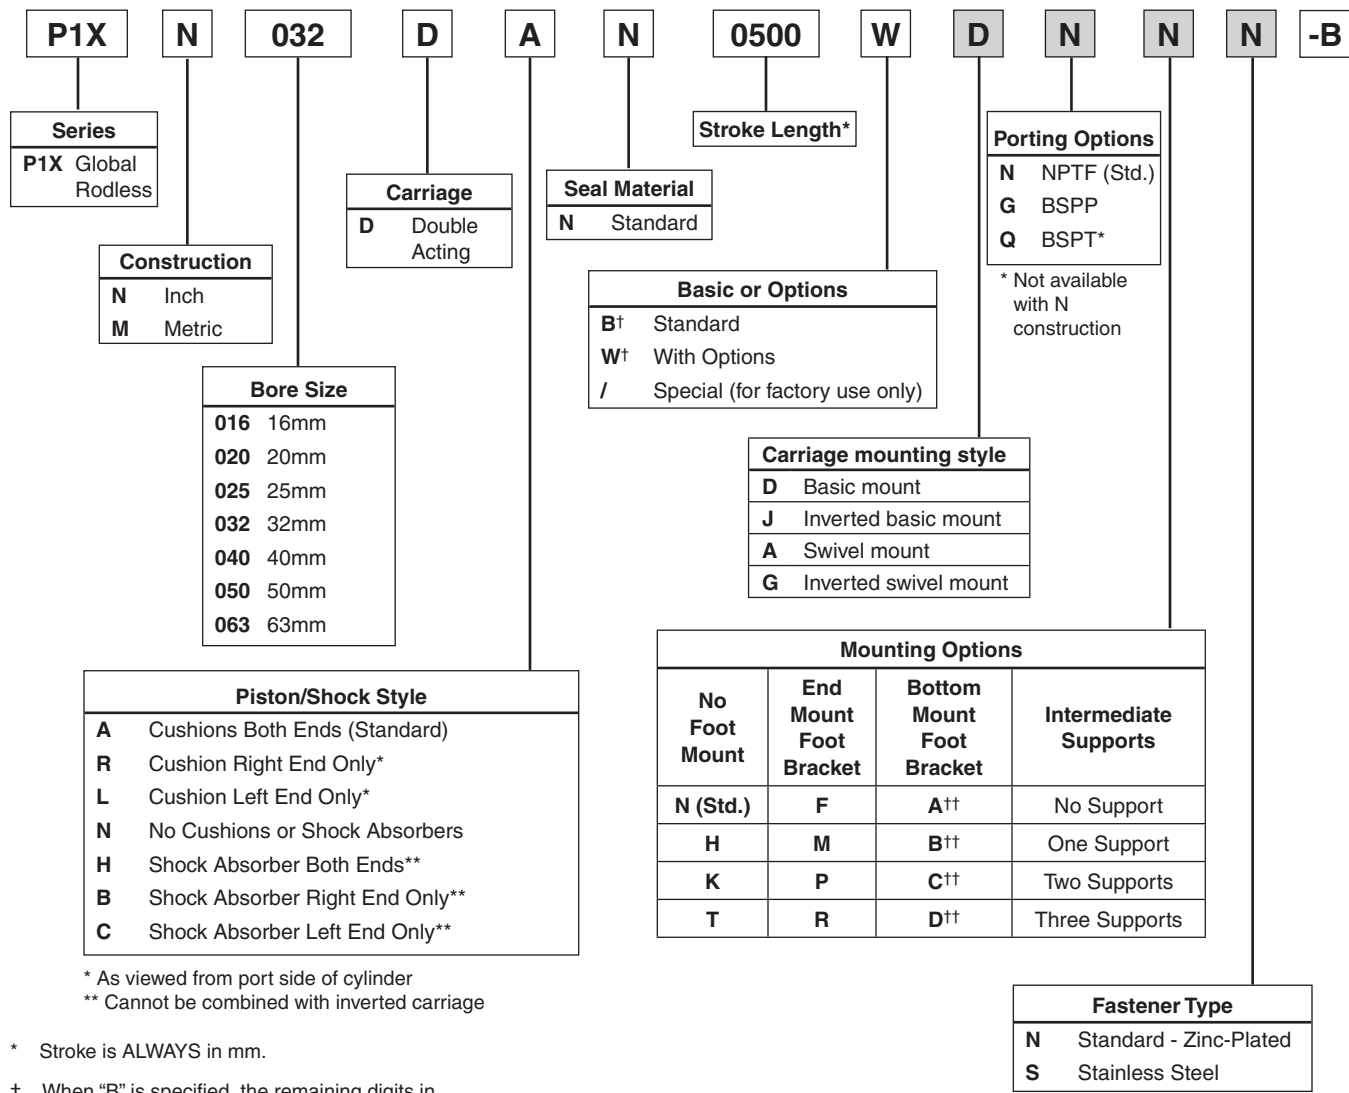 P1X N 032 D A N 0500 W D N N N -B
Series
P1X Global
Rodless
Construction
N Inch
M Metric
Bore Size
016 16mm
020 20mm
025 25mm
032 32mm
040 40mm
050 50mm
063 63mm
Carriage
D Double
Acting
Piston/Shock Style
A Cushions Both Ends (Standard)
R Cushion Right End Only*
L Cushion Left End Only*
N No Cushions or Shock Absorbers
H Shock Absorber Both Ends**
B Shock Absorber Right End Only**
C Shock Absorber Left End Only**
* As viewed from port side of cylinder
** Cannot be combined with inverted carriage
Seal Material
N Standard
Stroke Length*
Basic or Options
B† Standard
W† With Options
/ Special (for factory use only)
Carriage mounting style
D Basic mount
J Inverted basic mount
A Swivel mount
G Inverted swivel mount
Porting Options
N NPTF (Std.)
G BSPP
Q BSPT*
* Not available
with N
construction
Mounting Options
No
Foot
Mount
End
Mount
Foot
Bracket
Bottom
Mount
Foot
Bracket
Intermediate
Supports
N (Std.) F A†† No Support
H M B†† One Support
K P C†† Two Supports
T R D†† Three Supports
Fastener Type
N Standard - Zinc-Plated
S Stainless Steel
* Stroke is ALWAYS in mm.
† When “B” is specified, the remaining digits in